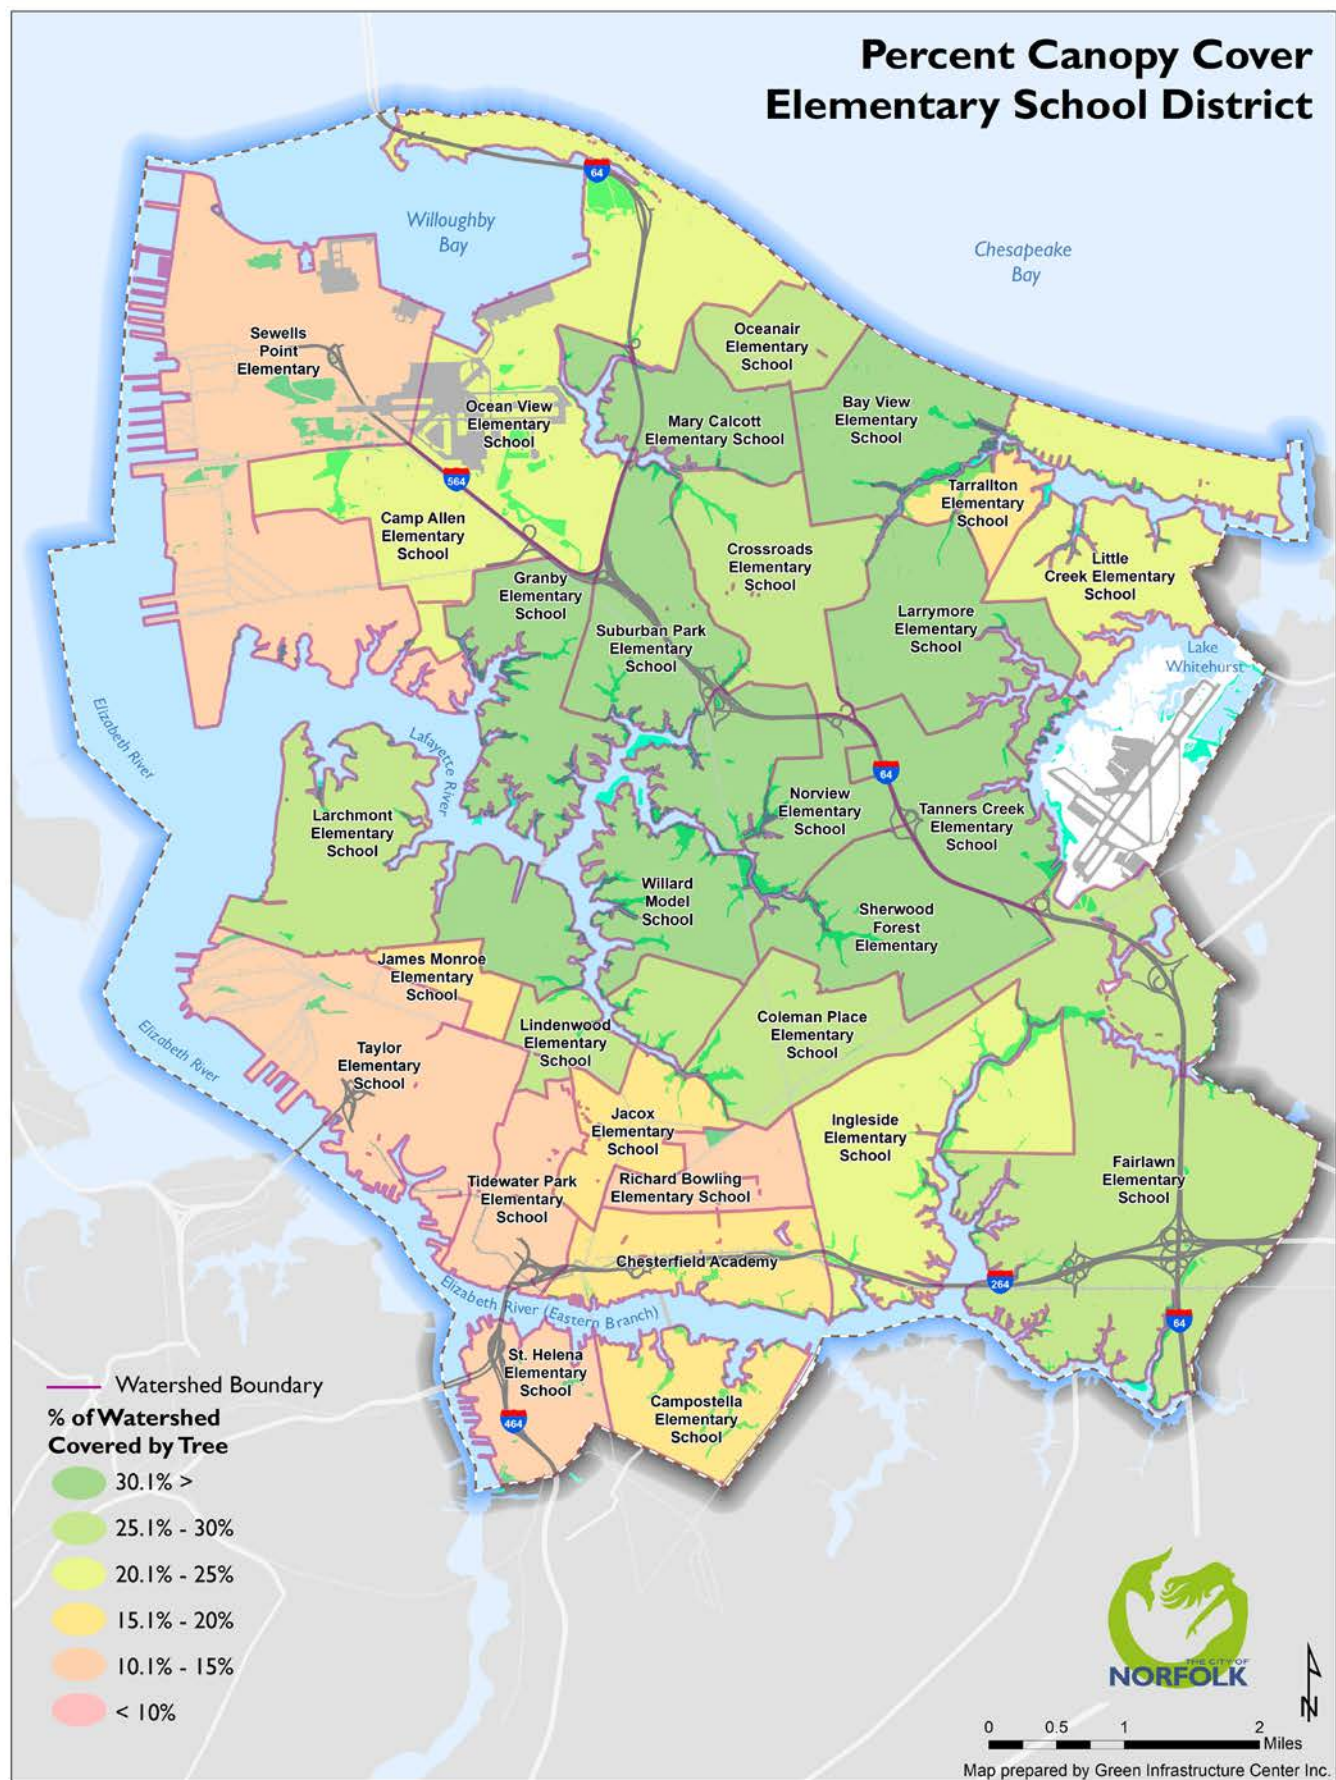 Percent Canopy Cover
Elementary School District
64
Willoughby
Bay
Chesapeake
Bay
Sewells
Point
Elementary
Oceanair
Elementary
School
Ocean View
Elementary
School
Mary Calcott
Elementary School
Bay View
Elementary
School
564
Tarrallton
Elementary
School
Camp Allen
Elementary
School
Crossroads
Elementary
School
Little
Creek Elementary
School
Granby
Elementary
School
Suburban Park
Elementary
School
Larrymore
Elementary
School
Lake
Whitehurst
Elizabeth River
Lafayette River
64
Larchmont
Elementary
School
Norview
Elementary
School
Tanners Creek
Elementary
School
Willard
Model
School
Sherwood
Forest
Elementary
James Monroe
Elementary
School
Coleman Place
Elementary
School
Lindenwood
Elementary
School
Elizabeth River
Taylor
Elementary
School
Jacox
Elementary
School
Ingleside
Elementary
School
Fairlawn
Elementary
School
Tidewater Park
Elementary
School
Richard Bowling
Elementary School
Chesterfield Academy
264
Elizabeth River (Eastern Branch)
64
St. Helena
Elementary
School
464
Campostella
Elementary
School
Watershed Boundary
% of Watershed
Covered by Tree
30.1% >
25.1% - 30%
20.1% - 25%
15.1% - 20%
10.1% - 15%
< 10%
THE CITY OF
NORFOLK
N
0 0.5 1 2
Miles
Map prepared by Green Infrastructure Center Inc.